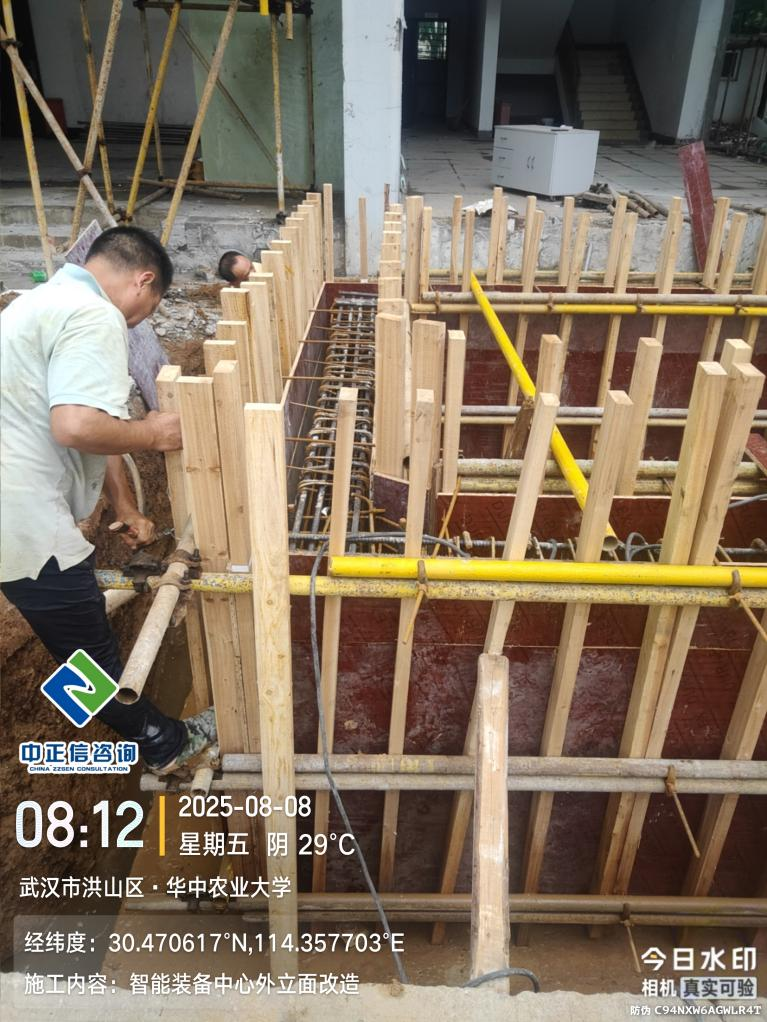 中正信咨询
CHINA ZZSEN CONSULTATION
08:12
2025-08-08
星期五 阴 29°C
武汉市洪山区·华中农业大学
经纬度：30.470617°N,114.357703°E
施工内容：智能装备中心外立面改造
今日水印
相机 真实可验
防伪 C94NXW6AGWLR4T